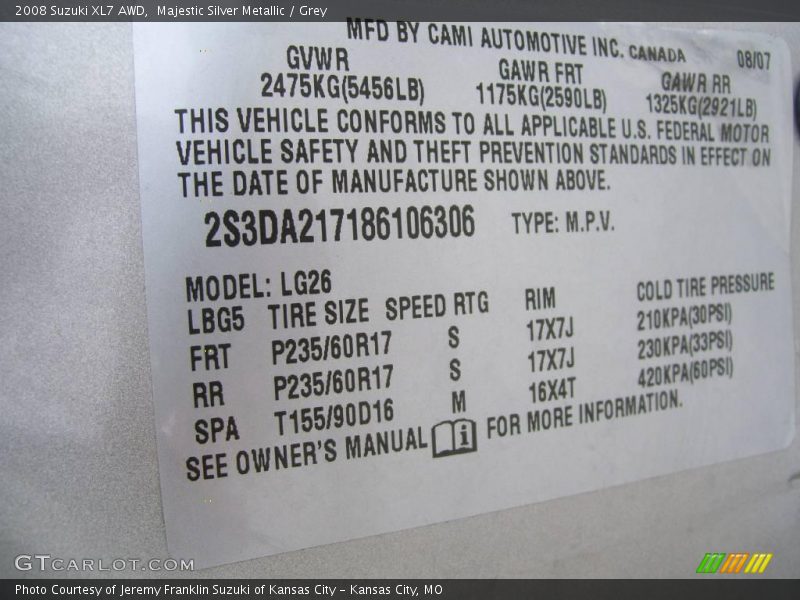 2008 Suzuki XL7 AWD, Majestic Silver Metallic / Grey
MFD BY CAMI AUTOMOTIVE INC. CANADA 08/07
GVWR GAWR FRT GAWR RR
2475KG(5456LB) 1175KG(2590LB) 1325KG(2921LB)
THIS VEHICLE CONFORMS TO ALL APPLICABLE U.S. FEDERAL MOTOR
VEHICLE SAFETY AND THEFT PREVENTION STANDARDS IN EFFECT ON
THE DATE OF MANUFACTURE SHOWN ABOVE.
2S3DA217186106306 TYPE: M.P.V.
MODEL: LG26
LBG5 TIRE SIZE SPEED RTG RIM COLD TIRE PRESSURE
FRT P235/60R17 S 17X7J 210KPA(30PSI)
RR P235/60R17 S 17X7J 230KPA(33PSI)
SPA T155/90D16 M 16X4T 420KPA(60PSI)
SEE OWNER'S MANUAL FOR MORE INFORMATION.
GTCARLOT.COM
Photo Courtesy of Jeremy Franklin Suzuki of Kansas City - Kansas City, MO